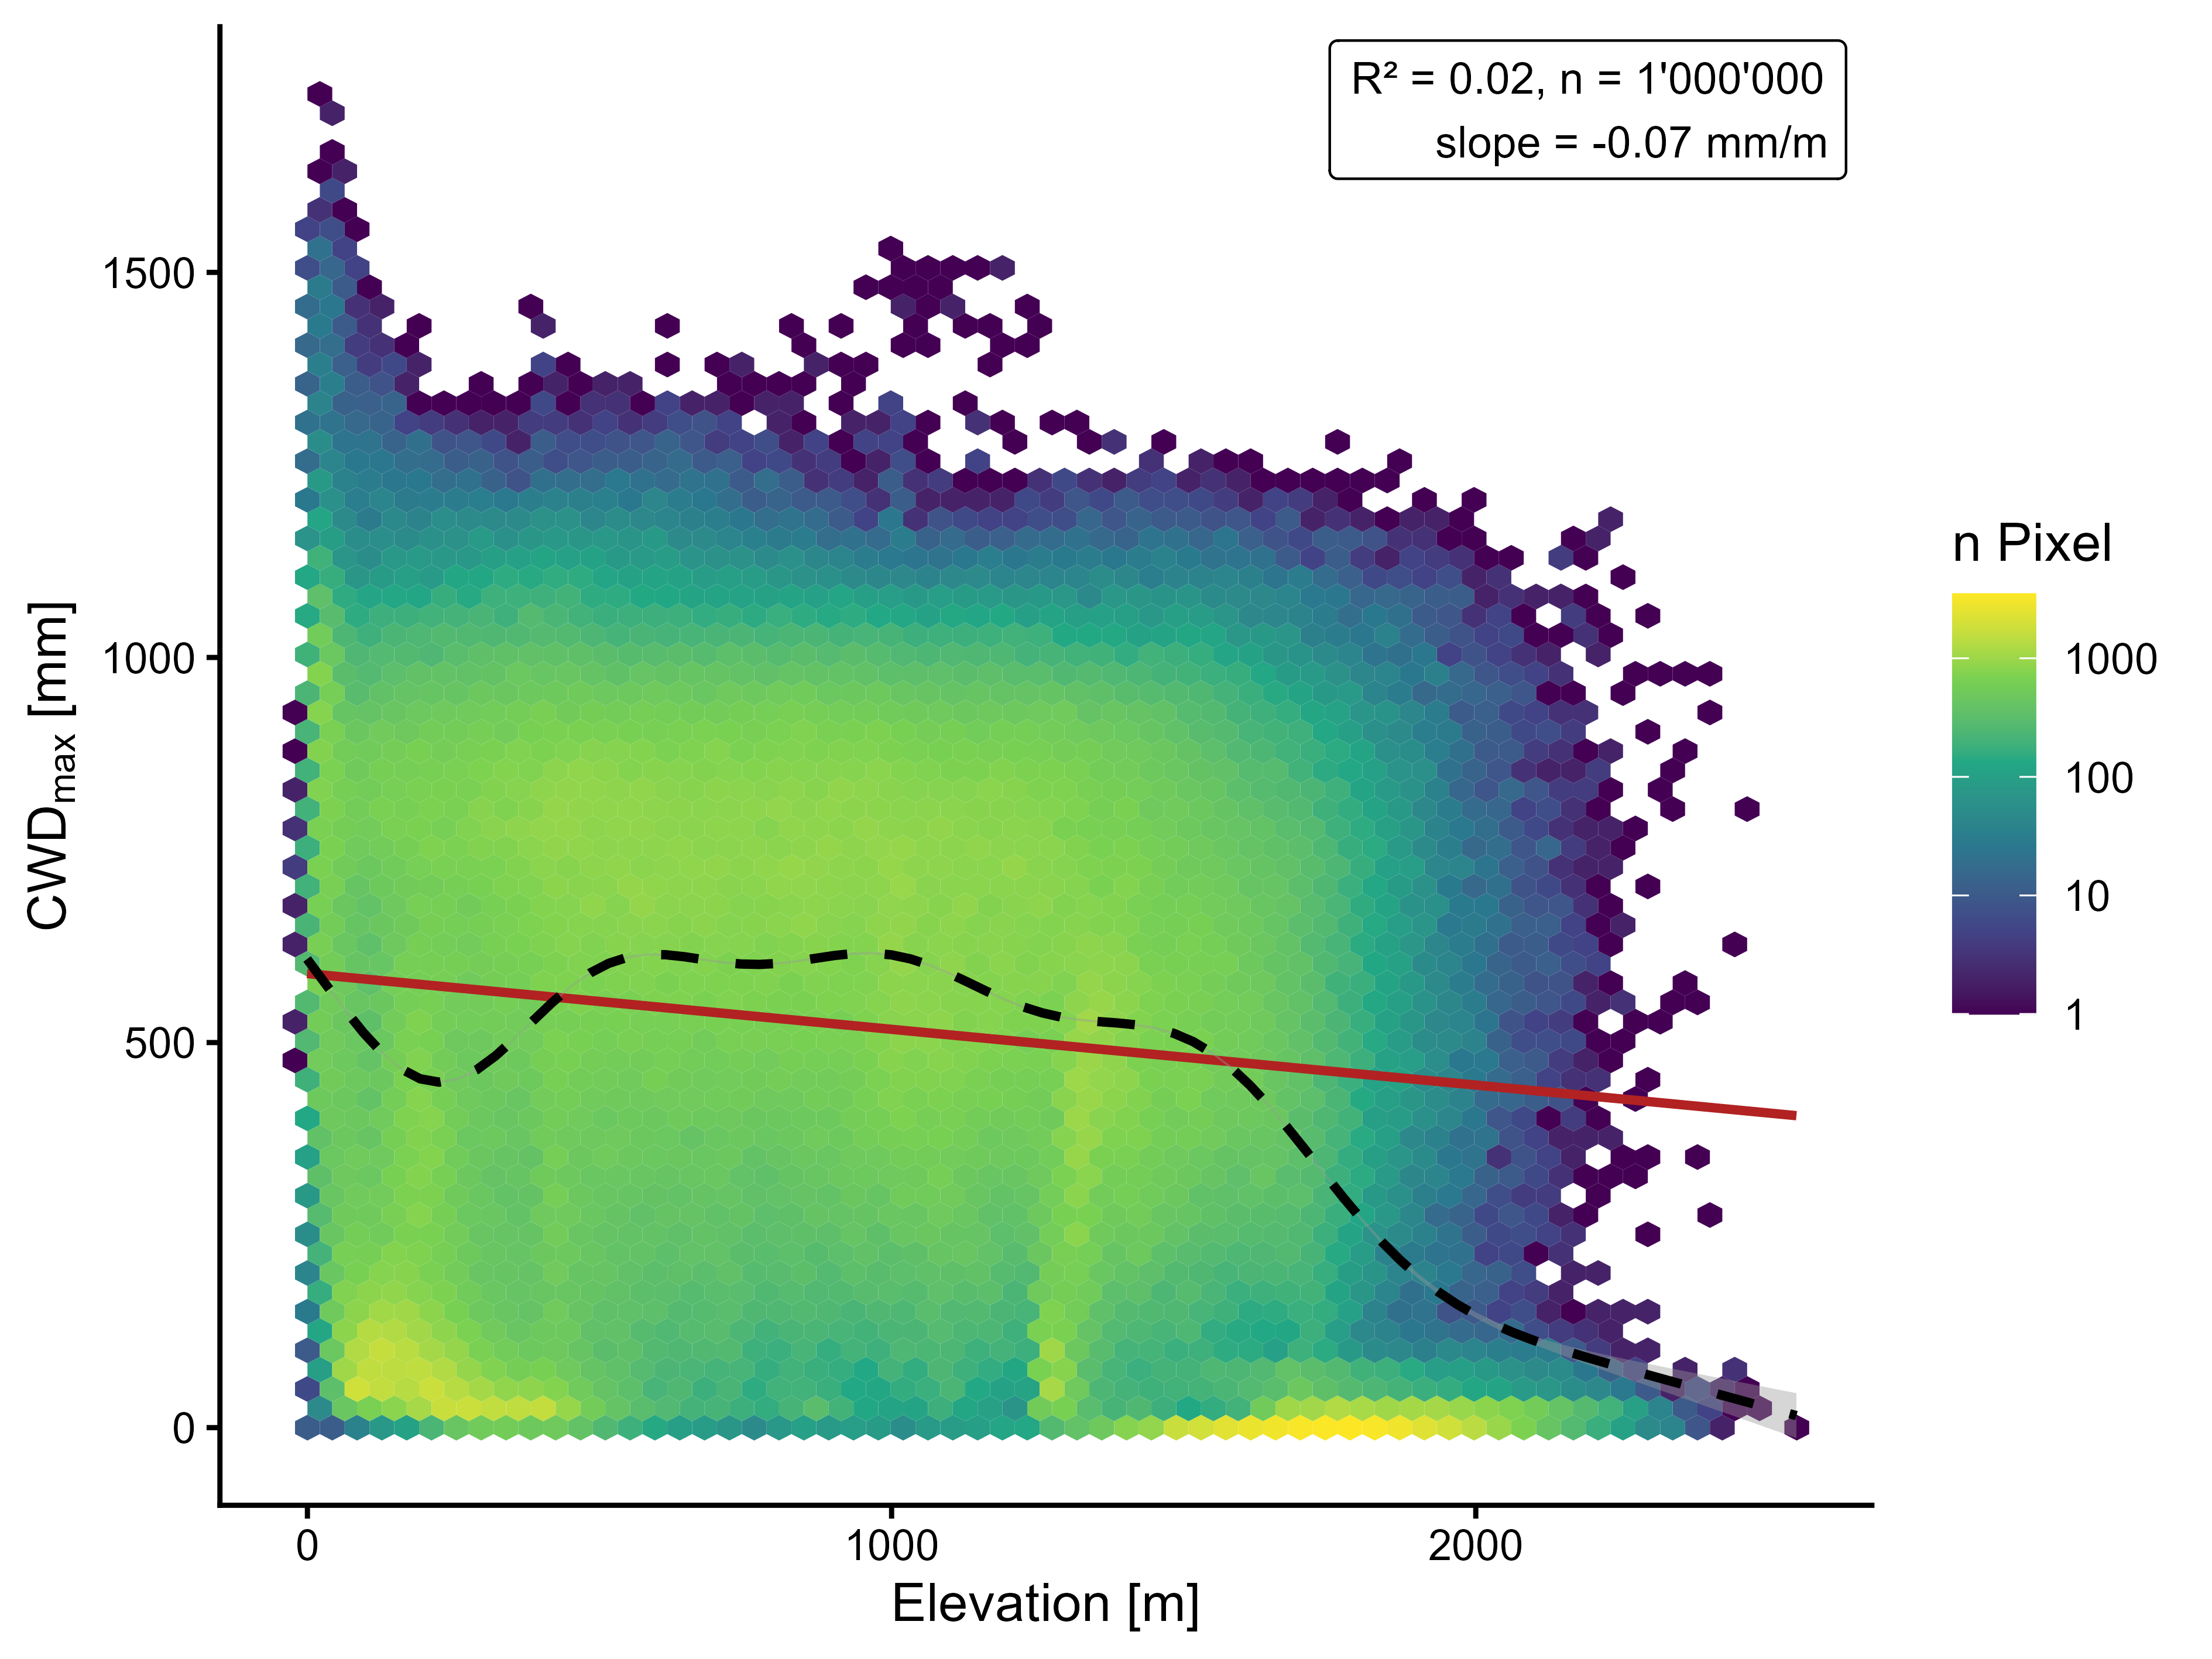 R² = 0.02, n = 1'000'000
slope = -0.07 mm/m
1500
1000
500
0
CWDmax [mm]
0
1000
2000
Elevation [m]
n Pixel
1000
100
10
1